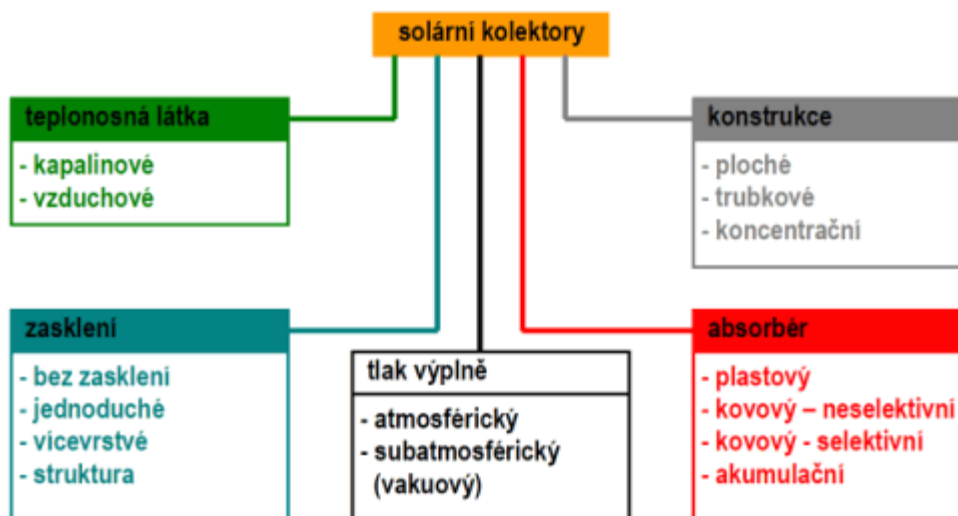 solární kolektory
teplonosná látka
- kapalinové
- vzduchové
konstrukce
- ploché
- trubkové
- koncentrační
zasklení
- bez zasklení
- jednoduché
- vícevrstvé
- struktura
tlak výplně
- atmosférický
- subatmosférický
(vakuový)
absorbér
- plastový
- kovový – neselektivní
- kovový - selektivní
- akumulační